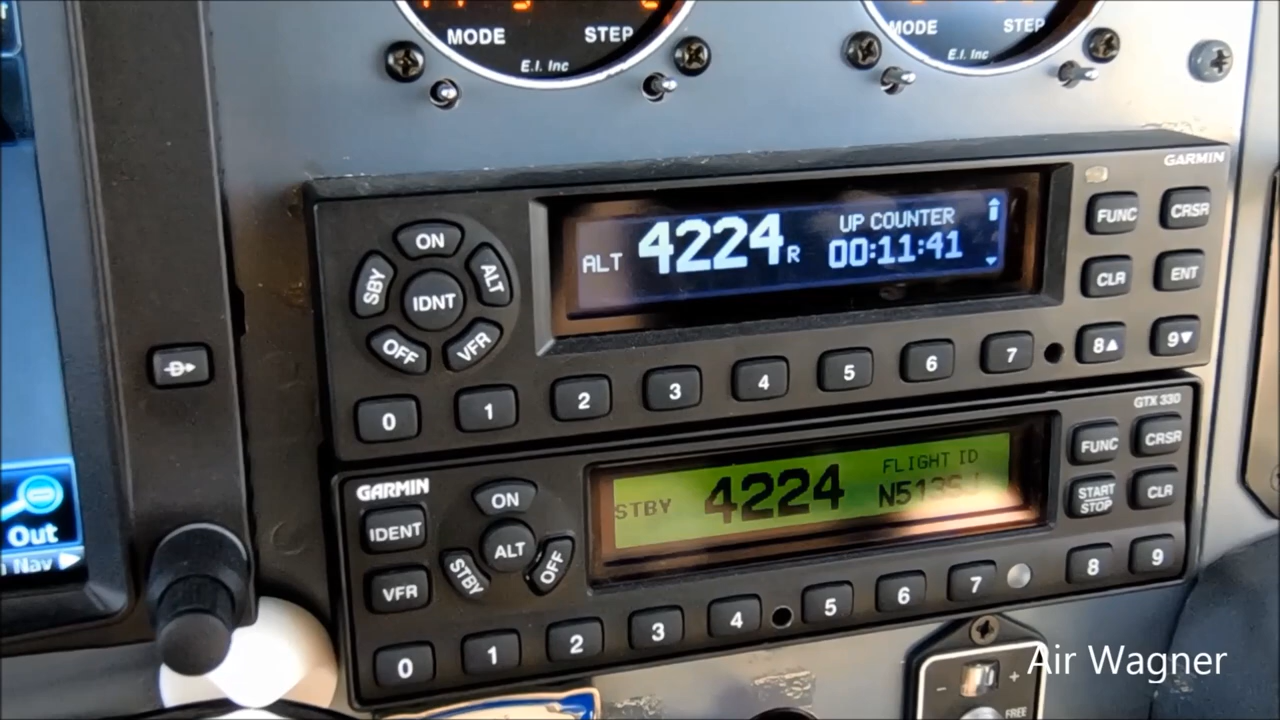 MODE STEP
E.I. Inc
MODE STEP
E.I. Inc
GARMIN
ON
SBY
IDNT
ALT
OFF
VFR
ALT 4224 R
UP COUNTER
00:11:41
FUNC CRSR
CLR ENT
0 1 2 3 4 5 6 7 8▲ 9▼
GTX 330
GARMIN
IDENT
VFR
ON
ALT
STBY
OFF
STBY 4224
FLIGHT ID
FUNC CRSR
START
STOP
CLR
0 1 2 3 4 5 6 7 8 9
Out
Nav ▶
D
- +
FREE
Air Wagner